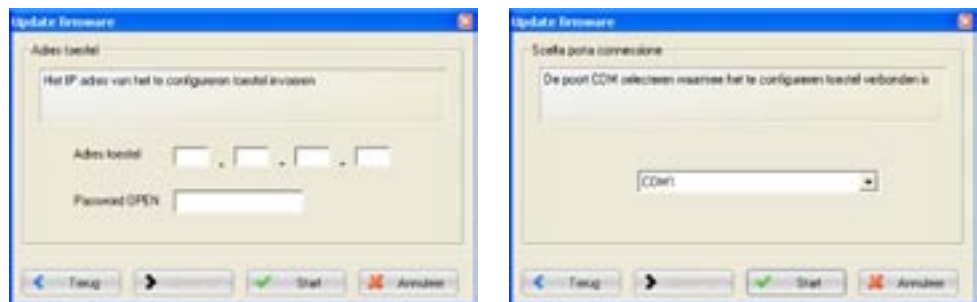 Update firmware
Adres toestel
Het IP adres van het te configureren toestel invoeren
Adres toestel . . .
Password OPEN
Terug Start Annuleer
Update firmware
Scelta porta connessione
De poort COM selecteren waarmee het te configureren toestel verbonden is
COM1
Terug Start Annuleer